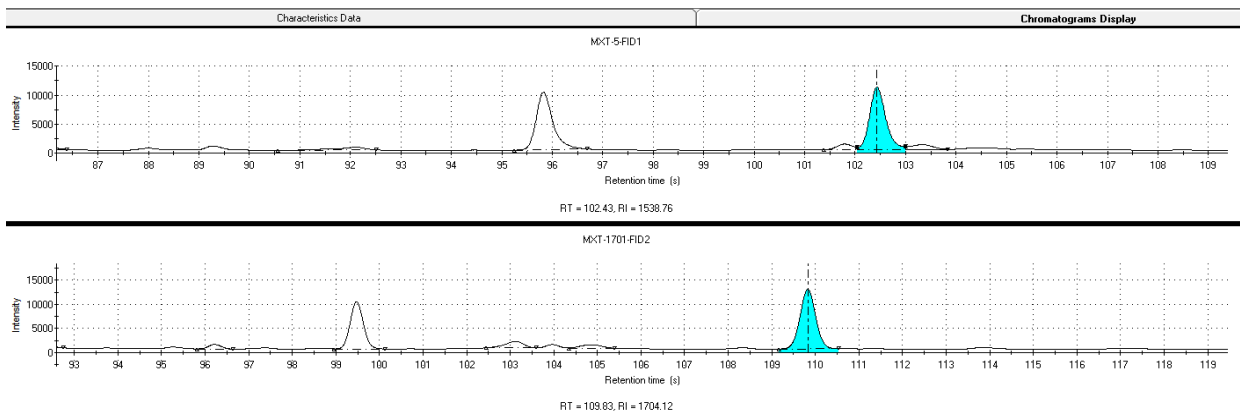 Characteristics Data Chromatograms Display
MXT-5-FID1
Intensity
15000
10000
5000
0
87 88 89 90 91 92 93 94 95 96 97 98 99 100 101 102 103 104 105 106 107 108 109
Retention time (s)
RT = 102.43, RI = 1538.76
MXT-1701-FID2
Intensity
15000
10000
5000
0
93 94 95 96 97 98 99 100 101 102 103 104 105 106 107 108 109 110 111 112 113 114 115 116 117 118 119
Retention time (s)
RT = 109.83, RI = 1704.12